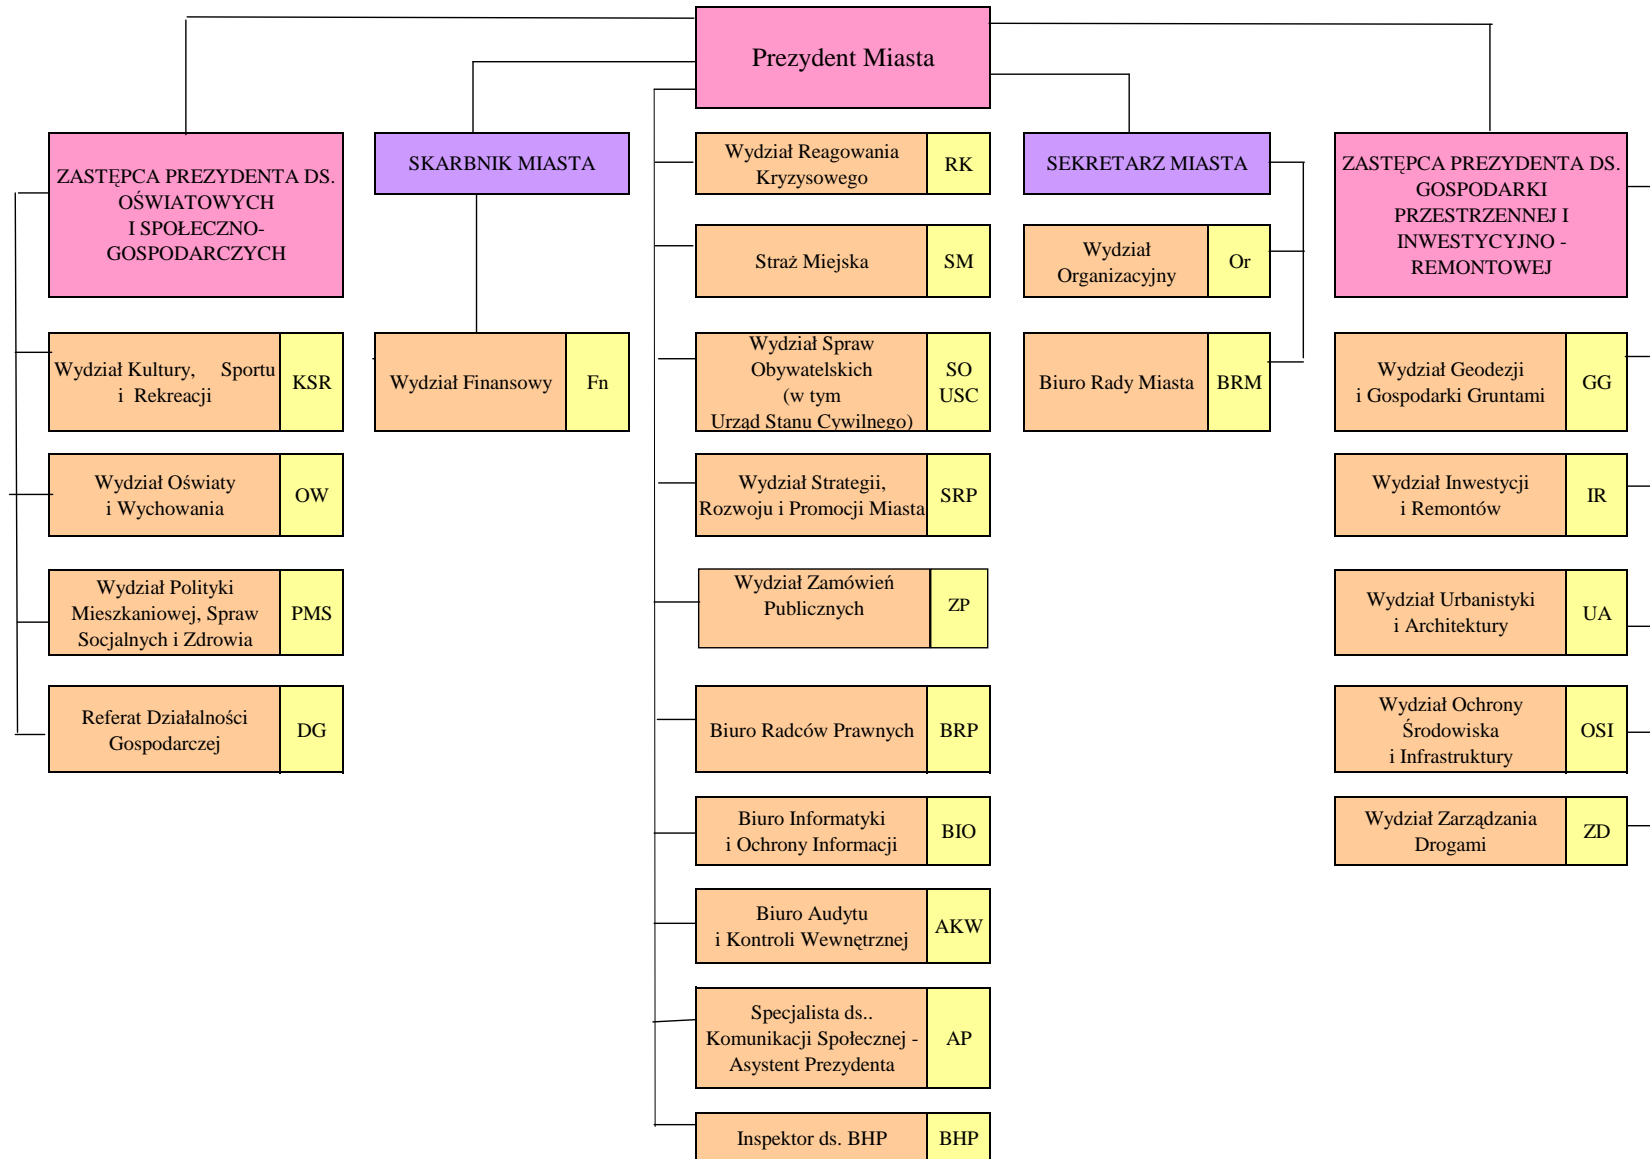 Prezydent Miasta
ZASTĘPCA PREZYDENTA DS.
OŚWIATOWYCH
I SPOŁECZNO-
GOSPODARCZYCH
SKARBNIK MIASTA
Wydział Reagowania
Kryzysowego
RK
SEKRETARZ MIASTA
ZASTĘPCA PREZYDENTA DS.
GOSPODARKI
PRZESTRZENNEJ I
INWESTYCYJNO -
REMONTOWEJ
Straż Miejska
SM
Wydział
Organizacyjny
Or
Wydział Kultury, Sportu
i Rekreacji
KSR
Wydział Finansowy
Fn
Wydział Spraw
Obywatelskich
(w tym
Urząd Stanu Cywilnego)
SO
USC
Biuro Rady Miasta
BRM
Wydział Geodezji
i Gospodarki Gruntami
GG
Wydział Oświaty
i Wychowania
OW
Wydział Strategii,
Rozwoju i Promocji Miasta
SRP
Wydział Inwestycji
i Remontów
IR
Wydział Polityki
Mieszkaniowej, Spraw
Socjalnych i Zdrowia
PMS
Wydział Zamówień
Publicznych
ZP
Wydział Urbanistyki
i Architektury
UA
Referat Działalności
Gospodarczej
DG
Biuro Radców Prawnych
BRP
Wydział Ochrony
Środowiska
i Infrastruktury
OSI
Biuro Informatyki
i Ochrony Informacji
BIO
Wydział Zarządzania
Drogami
ZD
Biuro Audytu
i Kontroli Wewnętrznej
AKW
Specjalista ds..
Komunikacji Społecznej -
Asystent Prezydenta
AP
Inspektor ds. BHP
BHP